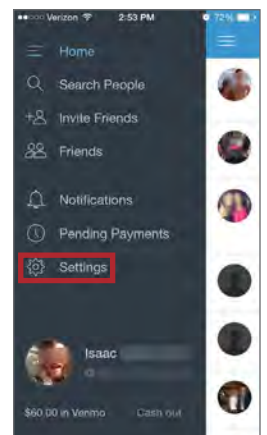 Verizon 2:53 PM 72%
Home
Search People
Invite Friends
Friends
Notifications
Pending Payments
Settings
Isaac
$60.00 in Venmo Cash out